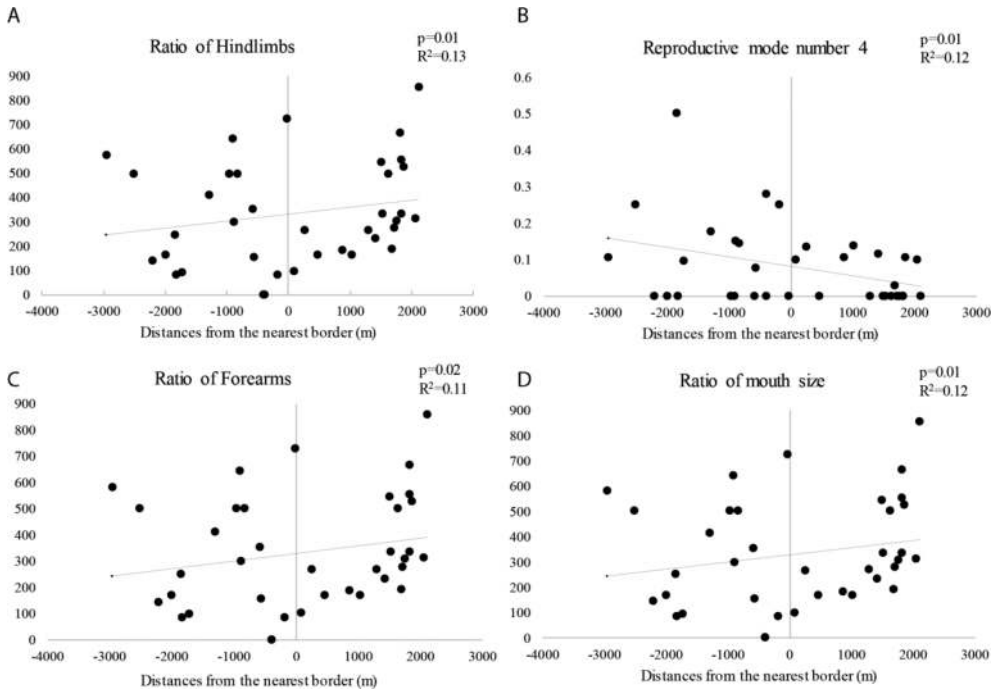 A
Ratio of Hindlimbs
p=0.01
R²=0.13
900
800
700
600
500
400
300
200
100
0
-4000 -3000 -2000 -1000 0 1000 2000 3000
Distances from the nearest border (m)
B
Reproductive mode number 4
p=0.01
R²=0.12
0.6
0.5
0.4
0.3
0.2
0.1
0
-4000 -3000 -2000 -1000 0 1000 2000 3000
Distances from the nearest border (m)
C
Ratio of Forearms
p=0.02
R²=0.11
900
800
700
600
500
400
300
200
100
0
-4000 -3000 -2000 -1000 0 1000 2000 3000
Distances from the nearest border (m)
D
Ratio of mouth size
p=0.01
R²=0.12
900
800
700
600
500
400
300
200
100
0
-4000 -3000 -2000 -1000 0 1000 2000 3000
Distances from the nearest border (m)